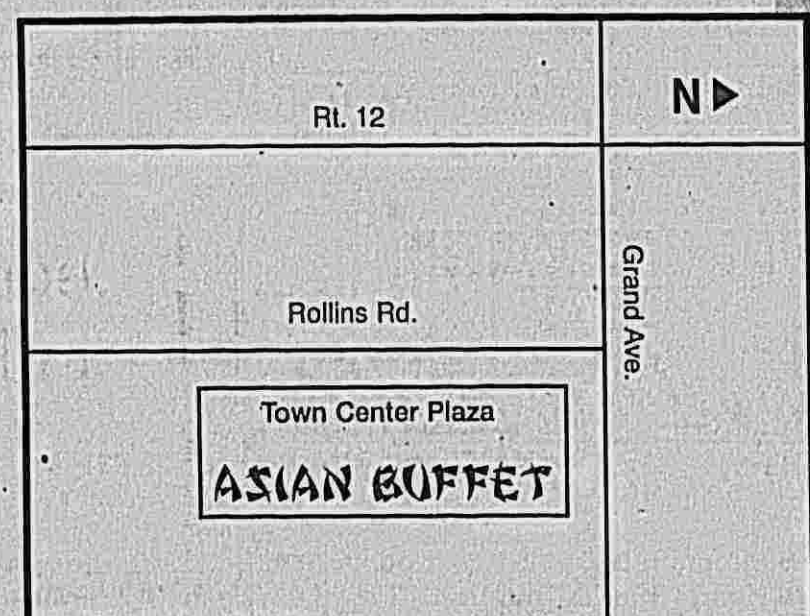 Rt. 12
N
Grand Ave.
Rollins Rd.
Town Center Plaza
ASIAN BUFFET